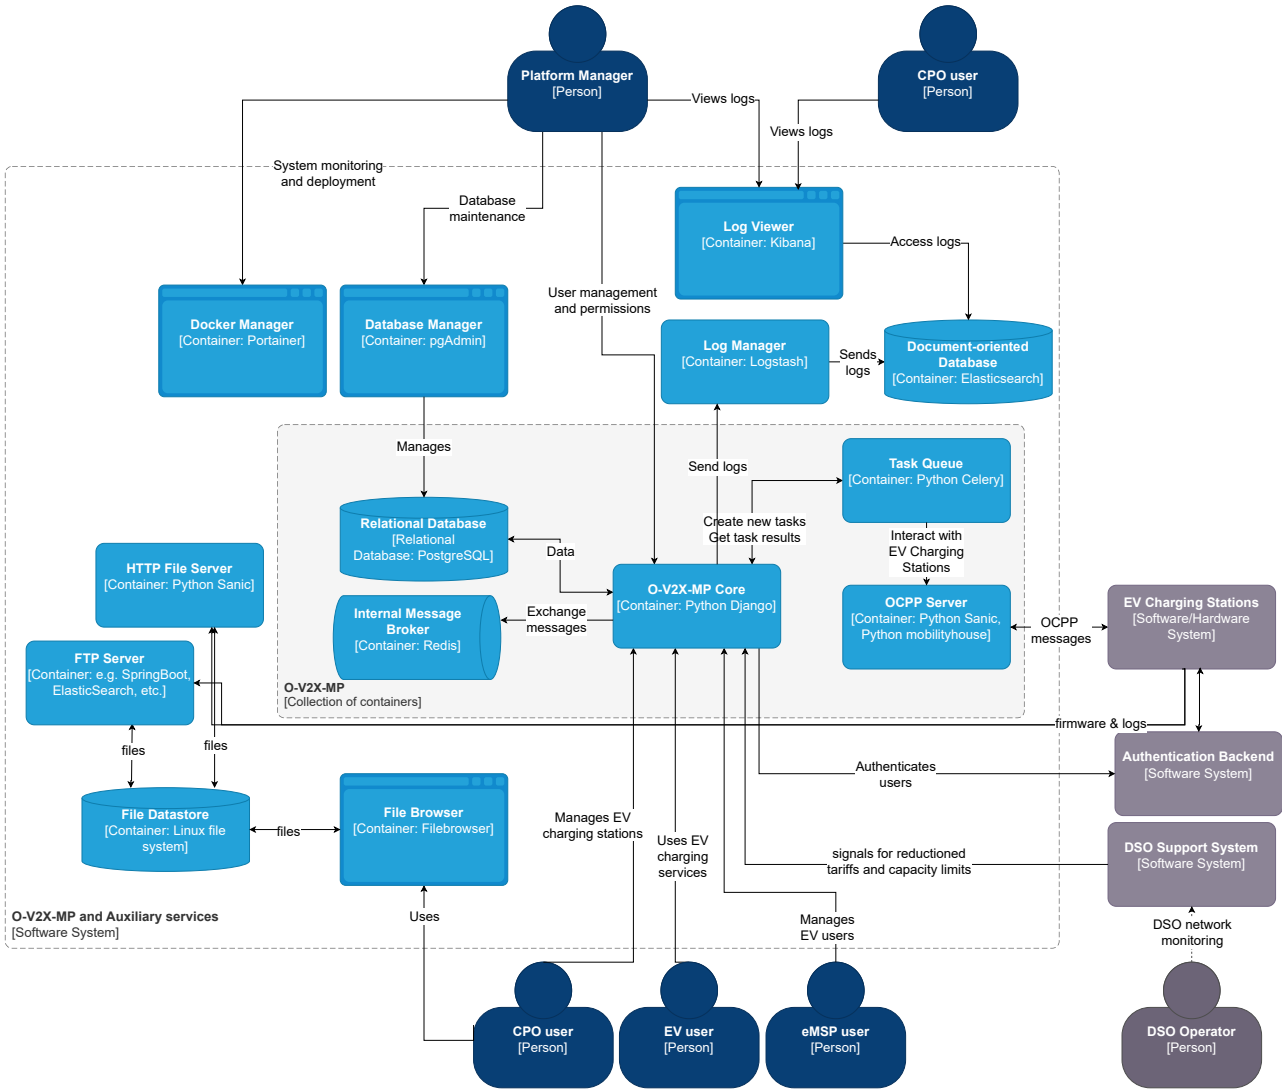 Platform Manager
[Person]
CPO user
[Person]
Views logs
Views logs
System monitoring
and deployment
Database
maintenance
User management
and permissions
Log Viewer
[Container: Kibana]
Access logs
Docker Manager
[Container: Portainer]
Database Manager
[Container: pgAdmin]
Log Manager
[Container: Logstash]
Sends
logs
Document-oriented
Database
[Container: Elasticsearch]
Manages
Send logs
Task Queue
[Container: Python Celery]
Relational Database
[Relational
Database: PostgreSQL]
Data
Create new tasks
Get task results
Interact with
EV Charging
Stations
HTTP File Server
[Container: Python Sanic]
Internal Message
Broker
[Container: Redis]
Exchange
messages
O-V2X-MP Core
[Container: Python Django]
OCPP Server
[Container: Python Sanic,
Python mobilityhouse]
OCPP
messages
EV Charging Stations
[Software/Hardware
System]
FTP Server
[Container: e.g. SpringBoot,
ElasticSearch, etc.]
O-V2X-MP
[Collection of containers]
firmware & logs
files
files
Authenticates
users
Authentication Backend
[Software System]
File Datastore
[Container: Linux file
system]
files
File Browser
[Container: Filebrowser]
Manages EV
charging stations
Uses EV
charging
services
signals for reductioned
tariffs and capacity limits
DSO Support System
[Software System]
O-V2X-MP and Auxiliary services
[Software System]
Uses
Manages
EV users
DSO network
monitoring
CPO user
[Person]
EV user
[Person]
eMSP user
[Person]
DSO Operator
[Person]